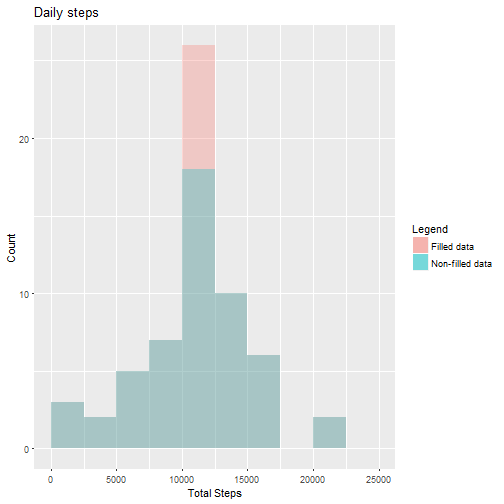 Daily steps
Count
20
10
0
0 5000 10000 15000 20000 25000
Total Steps
Legend
Filled data
Non-filled data